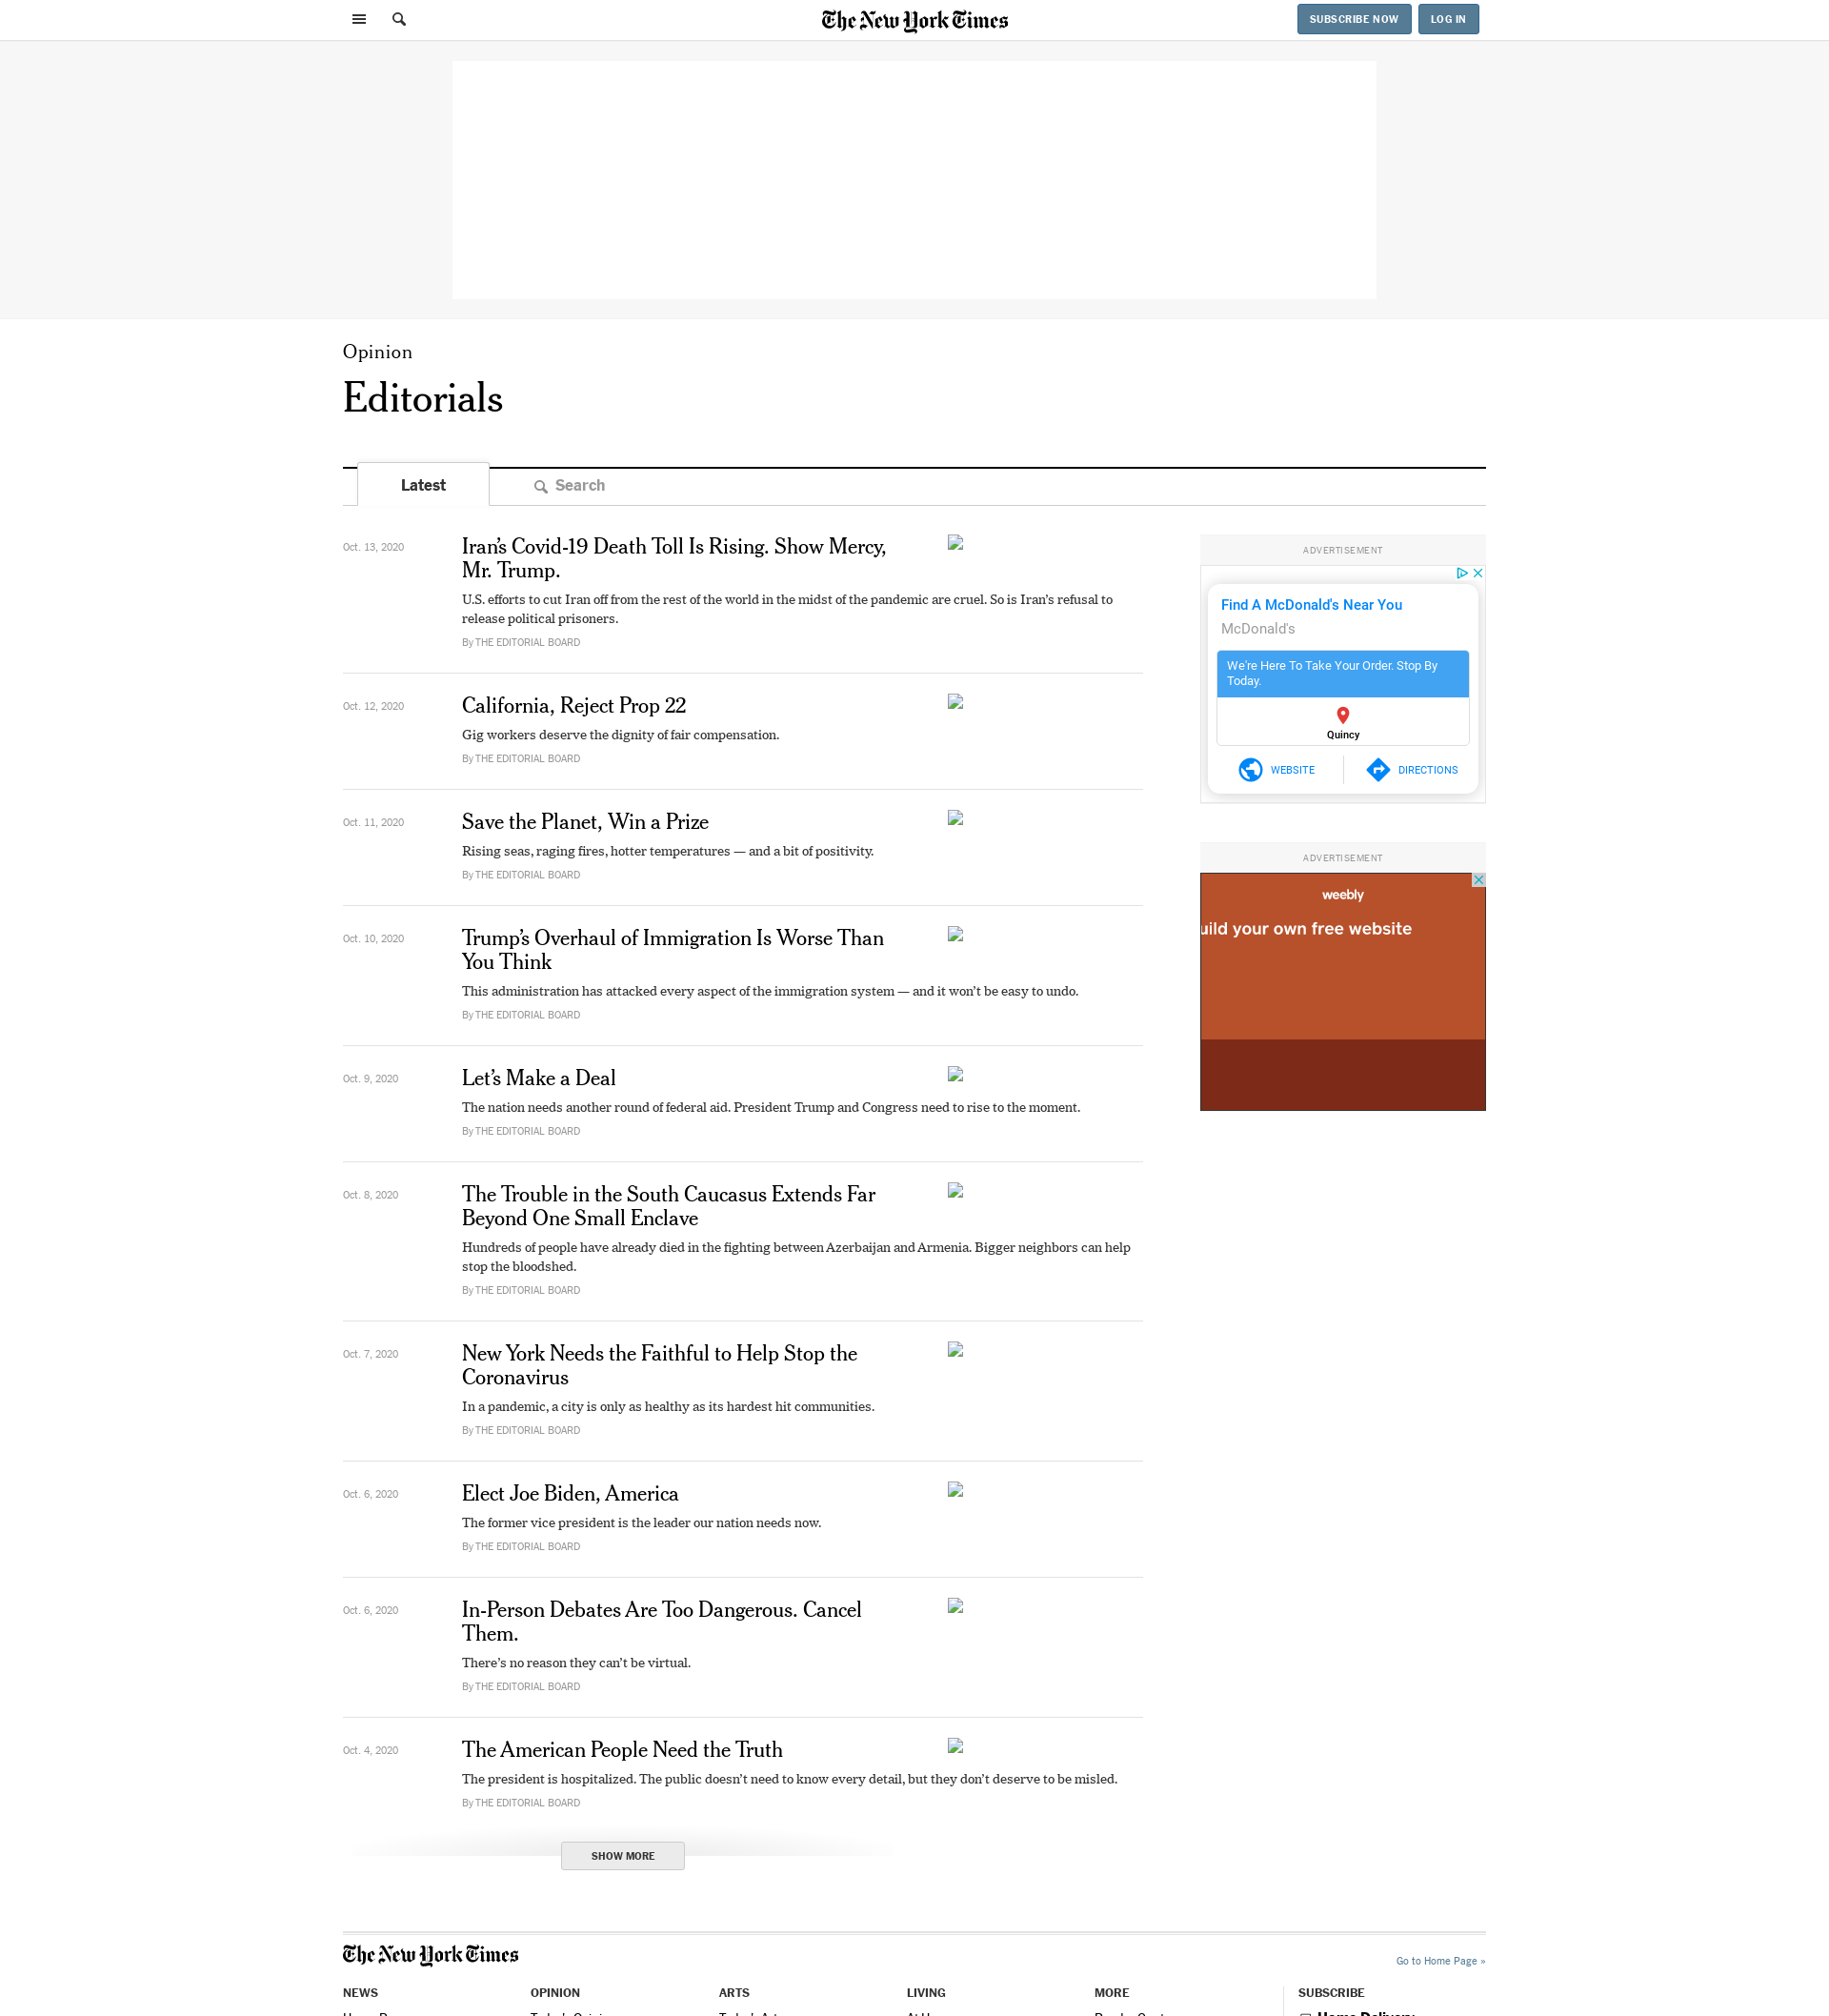 The New York Times
SUBSCRIBE NOW
LOG IN
Opinion
Editorials
Latest
Search
Oct. 13, 2020
Iran’s Covid-19 Death Toll Is Rising. Show Mercy,
Mr. Trump.
U.S. efforts to cut Iran off from the rest of the world in the midst of the pandemic are cruel. So is Iran’s refusal to
release political prisoners.
By THE EDITORIAL BOARD
Oct. 12, 2020
California, Reject Prop 22
Gig workers deserve the dignity of fair compensation.
By THE EDITORIAL BOARD
Oct. 11, 2020
Save the Planet, Win a Prize
Rising seas, raging fires, hotter temperatures — and a bit of positivity.
By THE EDITORIAL BOARD
Oct. 10, 2020
Trump’s Overhaul of Immigration Is Worse Than
You Think
This administration has attacked every aspect of the immigration system — and it won’t be easy to undo.
By THE EDITORIAL BOARD
Oct. 9, 2020
Let’s Make a Deal
The nation needs another round of federal aid. President Trump and Congress need to rise to the moment.
By THE EDITORIAL BOARD
Oct. 8, 2020
The Trouble in the South Caucasus Extends Far
Beyond One Small Enclave
Hundreds of people have already died in the fighting between Azerbaijan and Armenia. Bigger neighbors can help
stop the bloodshed.
By THE EDITORIAL BOARD
Oct. 7, 2020
New York Needs the Faithful to Help Stop the
Coronavirus
In a pandemic, a city is only as healthy as its hardest hit communities.
By THE EDITORIAL BOARD
Oct. 6, 2020
Elect Joe Biden, America
The former vice president is the leader our nation needs now.
By THE EDITORIAL BOARD
Oct. 6, 2020
In-Person Debates Are Too Dangerous. Cancel
Them.
There’s no reason they can’t be virtual.
By THE EDITORIAL BOARD
Oct. 4, 2020
The American People Need the Truth
The president is hospitalized. The public doesn’t need to know every detail, but they don’t deserve to be misled.
By THE EDITORIAL BOARD
SHOW MORE
ADVERTISEMENT
Find A McDonald's Near You
McDonald's
We're Here To Take Your Order. Stop By
Today.
Quincy
WEBSITE
DIRECTIONS
ADVERTISEMENT
weebly
uild your own free website
The New York Times
Go to Home Page »
NEWS
OPINION
ARTS
LIVING
MORE
SUBSCRIBE
Home Delivery